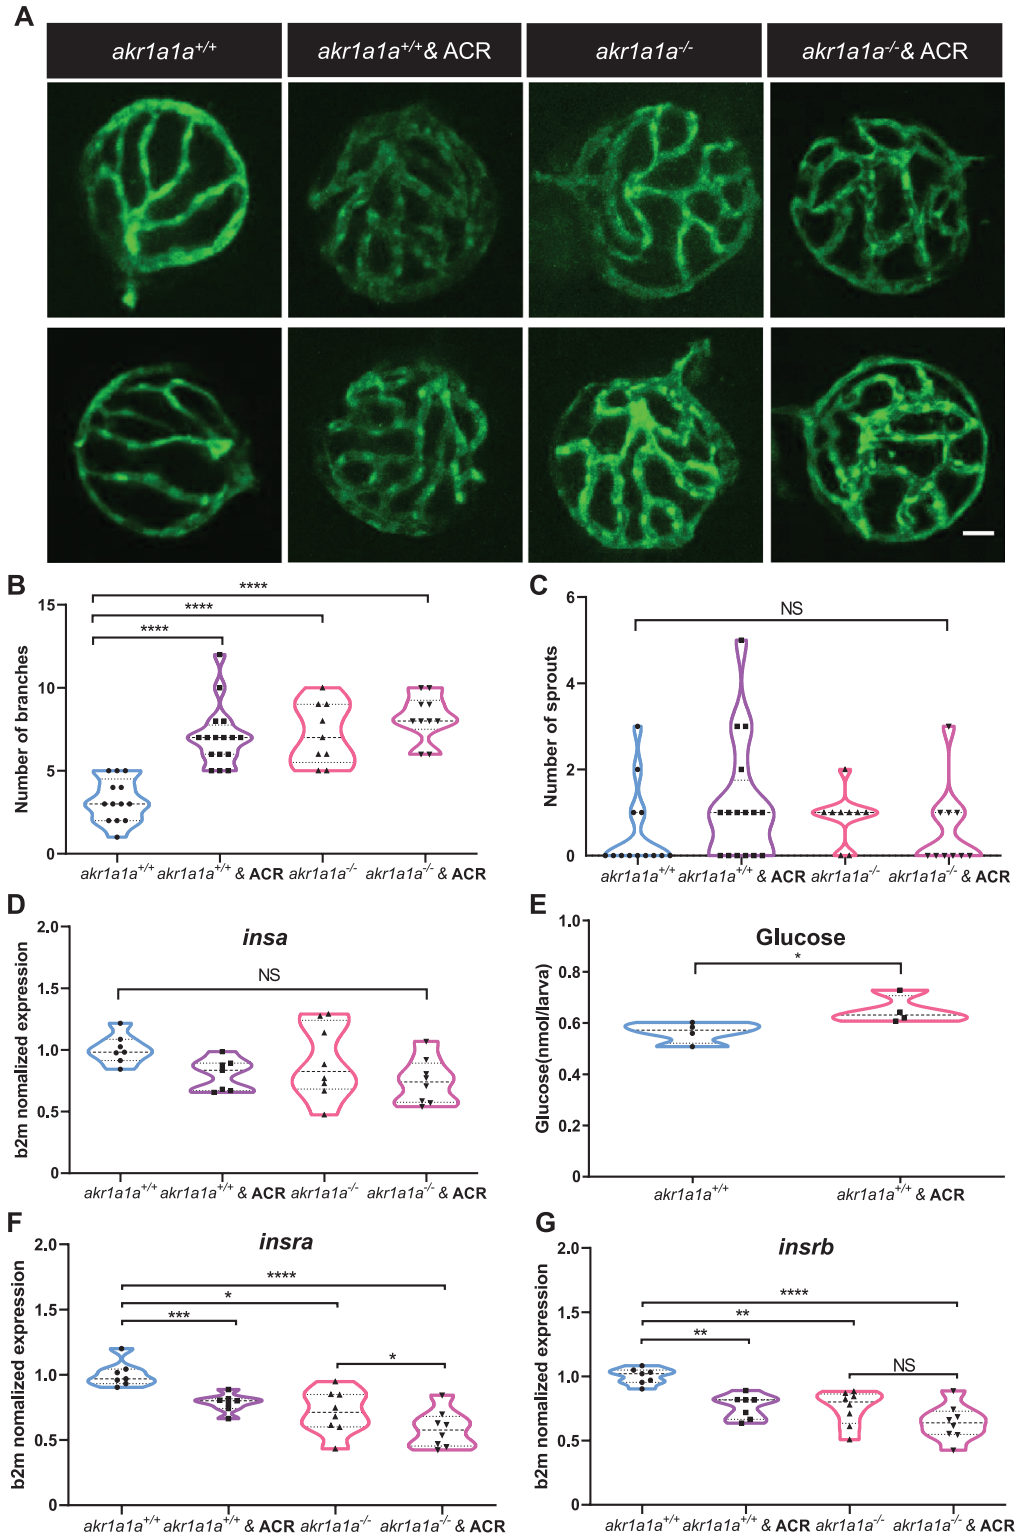 A
akr1a1a+/+ akr1a1a+/+ & ACR akr1a1a-/- akr1a1a-/- & ACR
B
****
****
****
Number of branches
15
10
5
0
akr1a1a+/+ akr1a1a+/+ & ACR akr1a1a-/- akr1a1a-/- & ACR
C
NS
Number of sprouts
6
4
2
0
akr1a1a+/+ akr1a1a+/+ & ACR akr1a1a-/- akr1a1a-/- & ACR
D
insa
NS
b2m nomalized expression
2.0
1.5
1.0
0.5
0
akr1a1a+/+ akr1a1a+/+ & ACR akr1a1a-/- akr1a1a-/- & ACR
E
Glucose
*
Glucose(nmol/larva)
1.0
0.8
0.6
0.4
0.2
0
akr1a1a+/+ akr1a1a+/+ & ACR
F
insra
****
*
***
*
b2m nomalized expression
2.0
1.5
1.0
0.5
0
akr1a1a+/+ akr1a1a+/+ & ACR akr1a1a-/- akr1a1a-/- & ACR
G
insrb
****
**
**
NS
b2m nomalized expression
2.0
1.5
1.0
0.5
0
akr1a1a+/+ akr1a1a+/+ & ACR akr1a1a-/- akr1a1a-/- & ACR